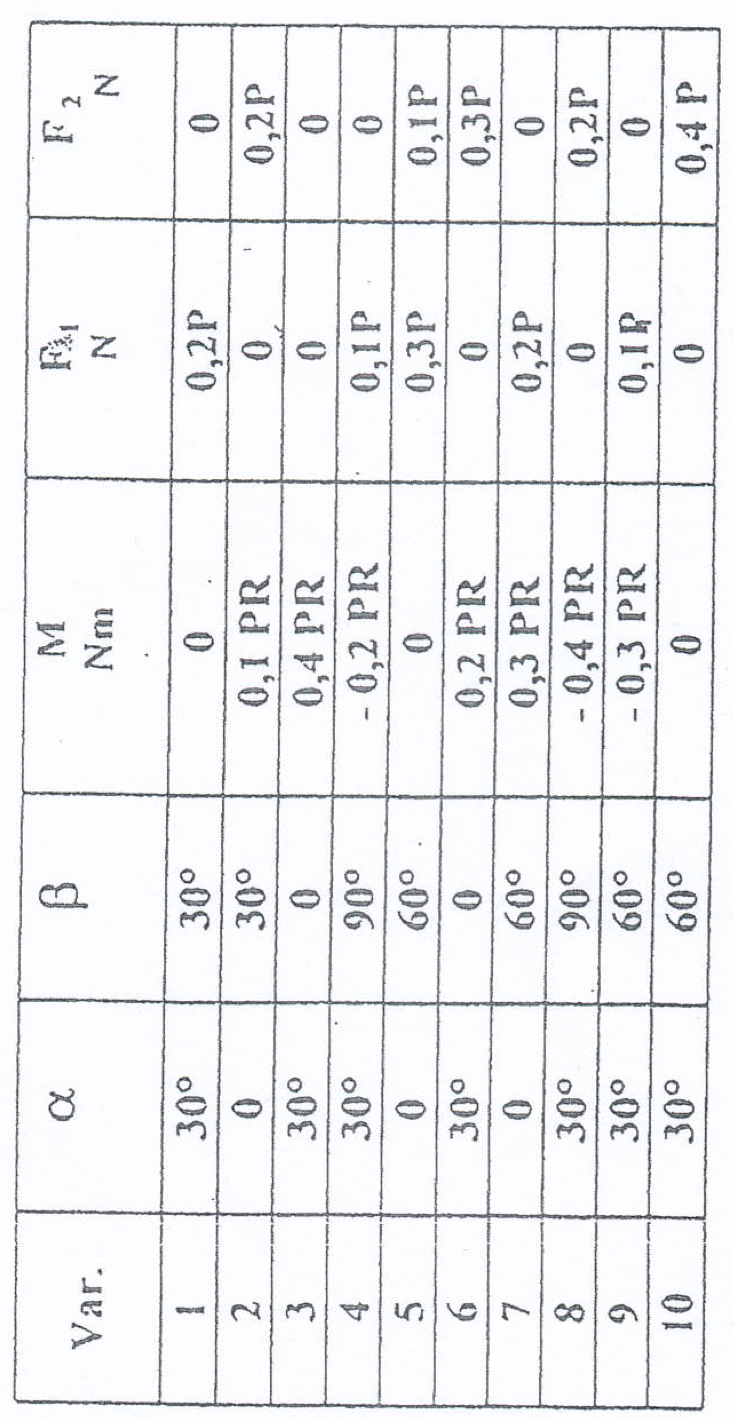 Var. α β M Nm F₁ N F₂ N
1 30° 30° 0 0,2P 0
2 0 30° 0,1 PR 0 0,2P
3 30° 0 0,4 PR 0 0
4 30° 90° - 0,2 PR 0,1P 0
5 0 60° 0 0,3P 0,1P
6 30° 0 0,2 PR 0 0,3P
7 0 60° 0,3 PR 0,2P 0
8 30° 90° - 0,4 PR 0 0,2P
9 30° 60° - 0,3 PR 0,1P 0
10 30° 60° 0 0 0,4 P